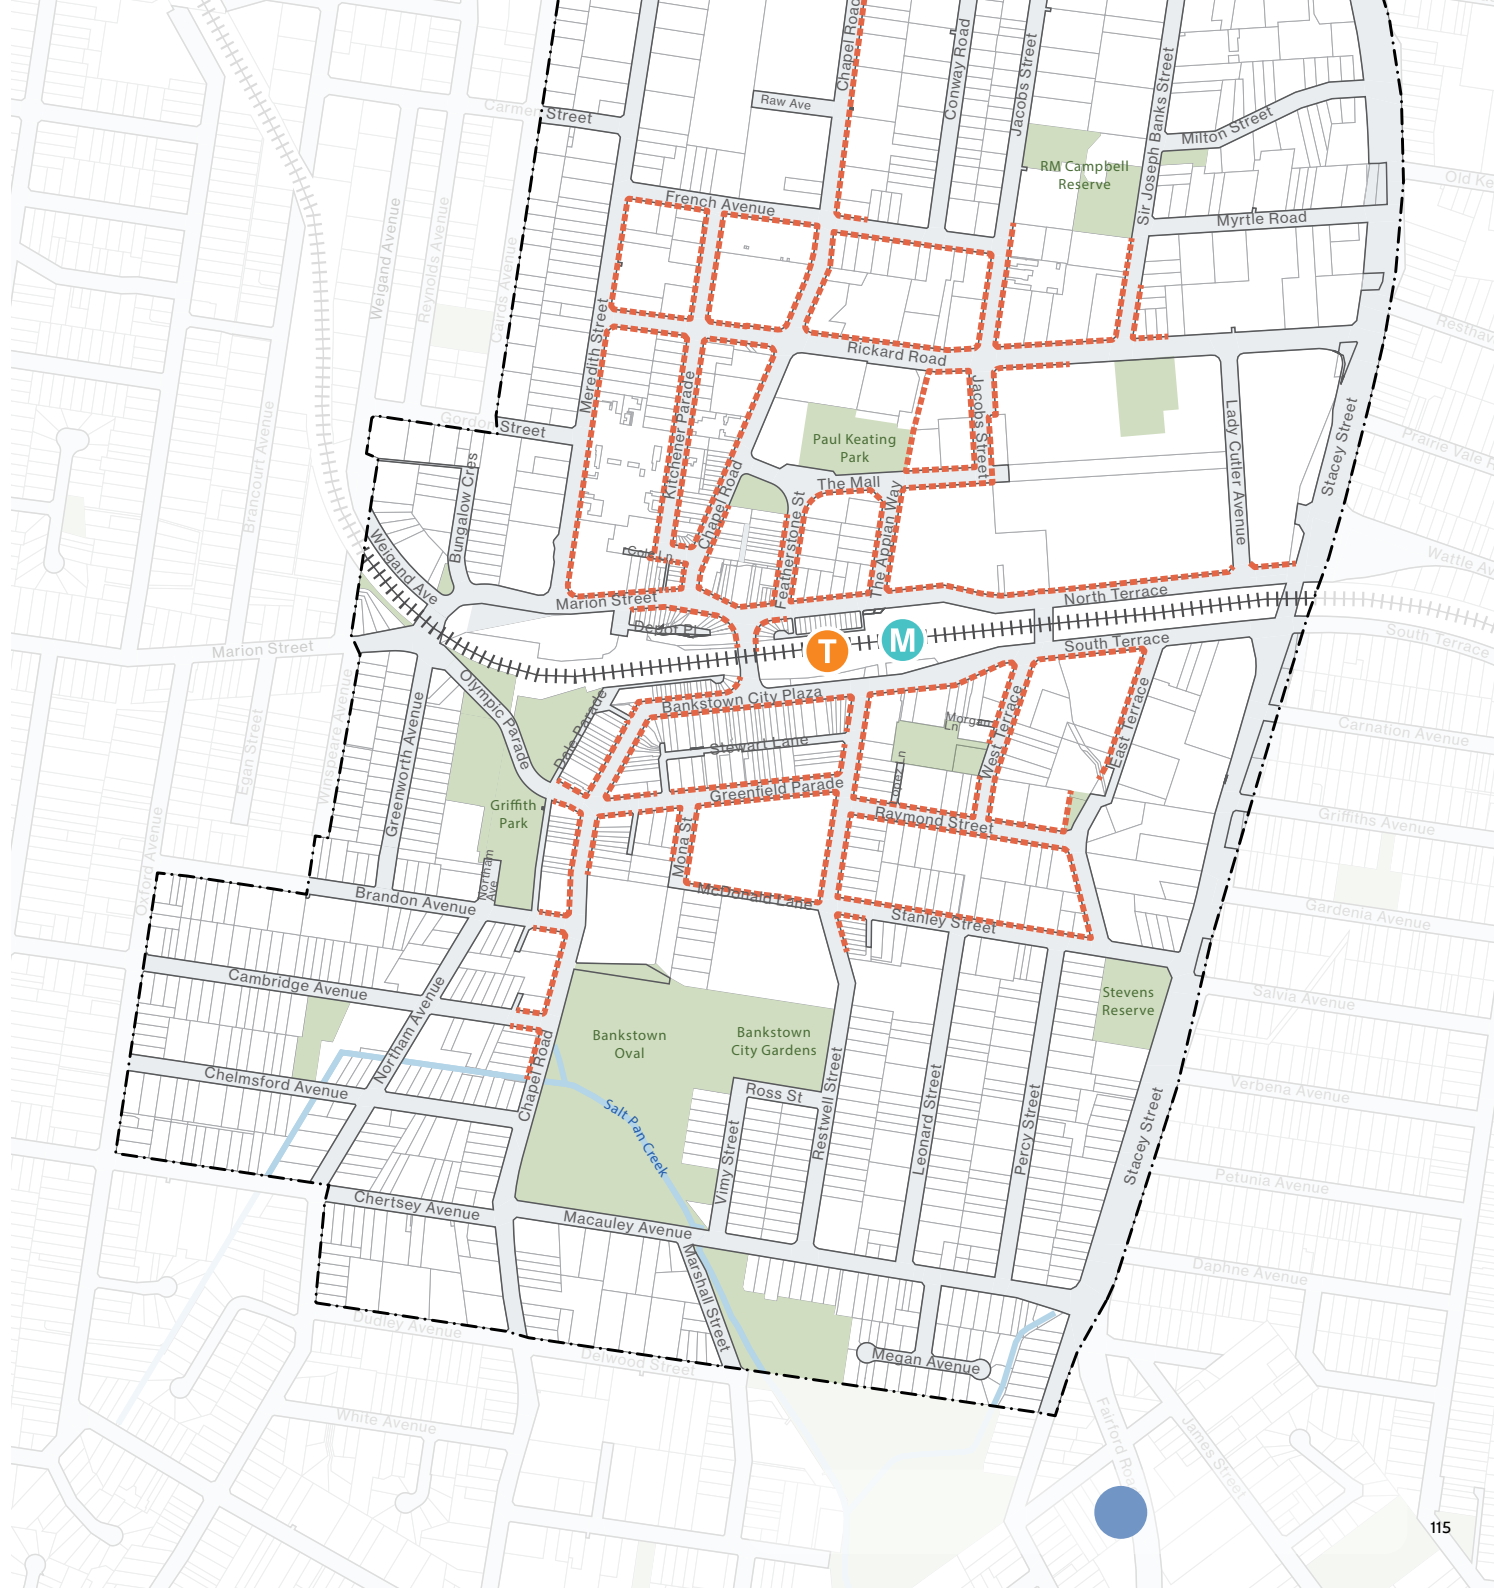 Chapel Road
Conway Road
Jacobs Street
Sir Joseph Banks Street
Raw Ave
Carmen Street
Milton Street
RM Campbell
Reserve
Old Ke
Myrtle Road
French Avenue
Weigand Avenue
Reynolds Avenue
Cairds Avenue
Meredith Street
Rickard Road
Resthav
Kitchener Parade
Jacobs Street
Lady Cutler Avenue
Stacey Street
Brancourt Avenue
Gordon Street
Paul Keating
Park
Prairie Vale R
Bungalow Cres
The Mall
Chapel Road
Featherstone St
The Appian Way
Weigand Ave
Cole Ln
Wattle Av
Marion Street
North Terrace
Depot Pl
T
M
South Terrace
South Terrace
Marion Street
Olympic Parade
Bankstown City Plaza
Dale Parade
Morgan
Ln
West Terrace
East Terrace
Carnation Avenue
Greenworth Avenue
Winspeare Avenue
Egan Street
Stewart Lane
Lopez Ln
Greenfield Parade
Griffith
Park
Raymond Street
Griffiths Avenue
Mona St
Oxford Avenue
Northam
Ave
Brandon Avenue
McDonald Lane
Stanley Street
Gardenia Avenue
Cambridge Avenue
Northam Avenue
Stevens
Reserve
Salvia Avenue
Bankstown
Oval
Bankstown
City Gardens
Chelmsford Avenue
Chapel Road
Salt Pan Creek
Ross St
Vimy Street
Restwell Street
Leonard Street
Percy Street
Stacey Street
Verbena Avenue
Petunia Avenue
Chertsey Avenue
Macauley Avenue
Marshall Street
Daphne Avenue
Dudley Avenue
Delwood Street
Megan Avenue
White Avenue
Fairford Road
James Street
115